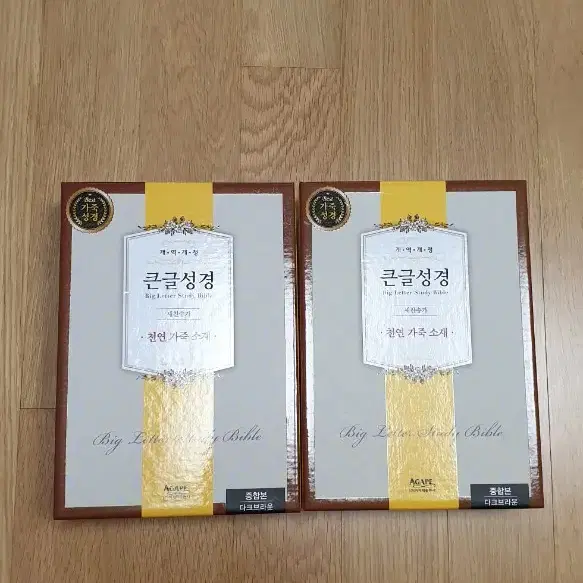 Best
가죽
성경
개•역•개•정
큰글성경
Big Letter Study Bible
새찬송가
· 천연 가죽 소재 ·
Big Letter Study Bible
AGAPE
중합본
다크브라운
Best
가죽
성경
개•역•개•정
큰글성경
Big Letter Study Bible
새찬송가
· 천연 가죽 소재 ·
Big Letter Study Bible
AGAPE
중합본
다크브라운